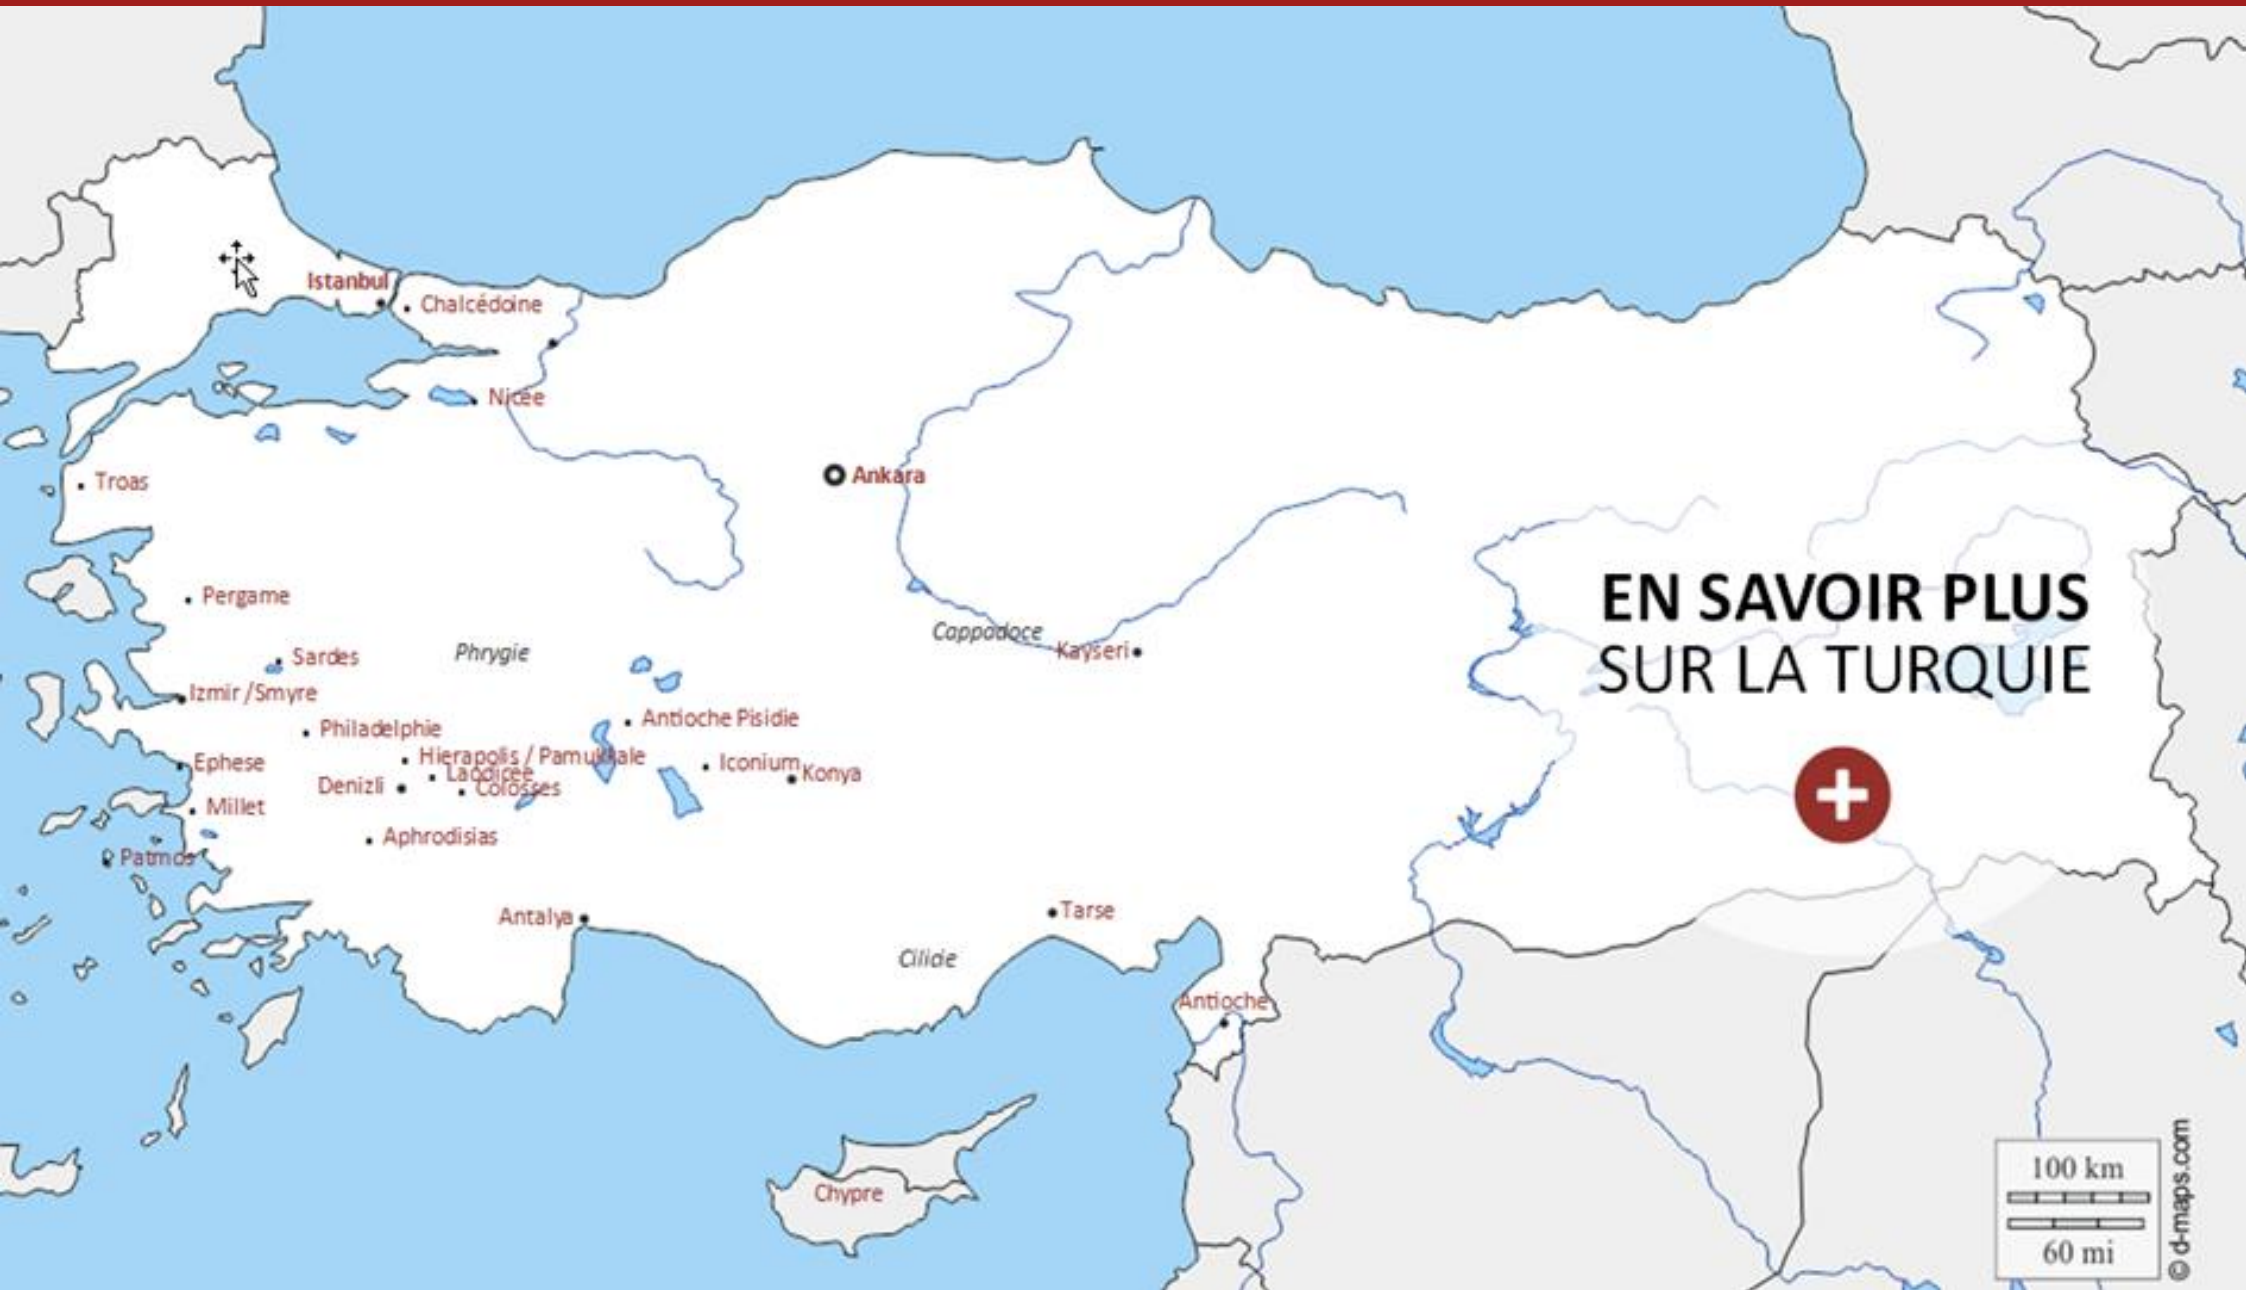 Istanbul
Chalcédoine
Nicée
Troas
Ankara
Pergame
Cappadoce
Kayseri
Phrygie
Sardes
Izmir /Smyre
Philadelphie
Antioche Pisidie
Hierapolis / Pamukkale
Ephese
Laodicée
Iconium
Konya
Denizli
Colosses
Millet
Aphrodisias
Patmos
Antalya
Tarse
Cilicie
Antioche
Chypre
EN SAVOIR PLUS
SUR LA TURQUIE
100 km
60 mi
© d-maps.com